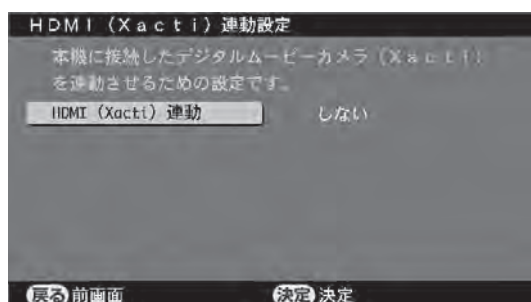 HDMI(Xacti)連動設定
本機に接続したデジタルムービーカメラ(Xacti)
を連動させるための設定です。
HDMI(Xacti)連動 しない
戻る 前画面 決定 決定